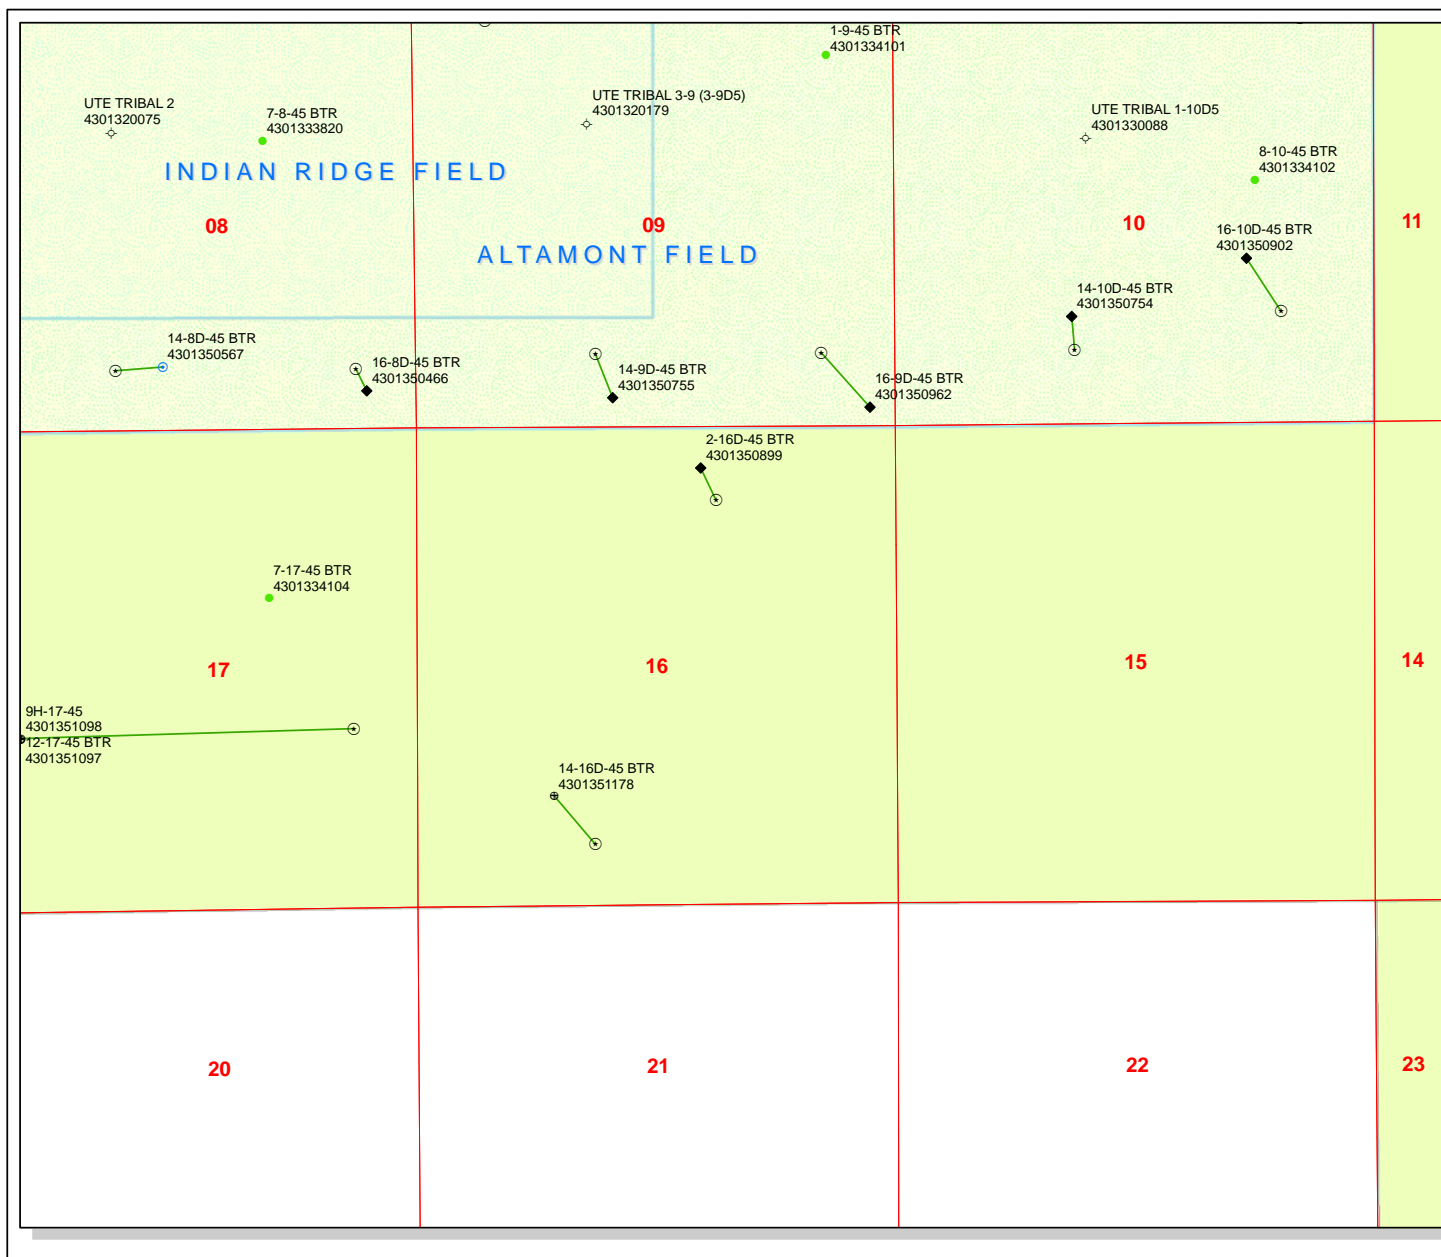 1-9-45 BTR
4301334101
UTE TRIBAL 2
4301320075
7-8-45 BTR
4301333820
UTE TRIBAL 3-9 (3-9D5)
4301320179
UTE TRIBAL 1-10D5
4301330088
8-10-45 BTR
4301334102
INDIAN RIDGE FIELD
08
09
10
11
ALTAMONT FIELD
16-10D-45 BTR
4301350902
14-10D-45 BTR
4301350754
14-8D-45 BTR
4301350567
16-8D-45 BTR
4301350466
14-9D-45 BTR
4301350755
16-9D-45 BTR
4301350962
2-16D-45 BTR
4301350899
7-17-45 BTR
4301334104
17
16
15
14
9H-17-45
4301351098
12-17-45 BTR
4301351097
14-16D-45 BTR
4301351178
20
21
22
23